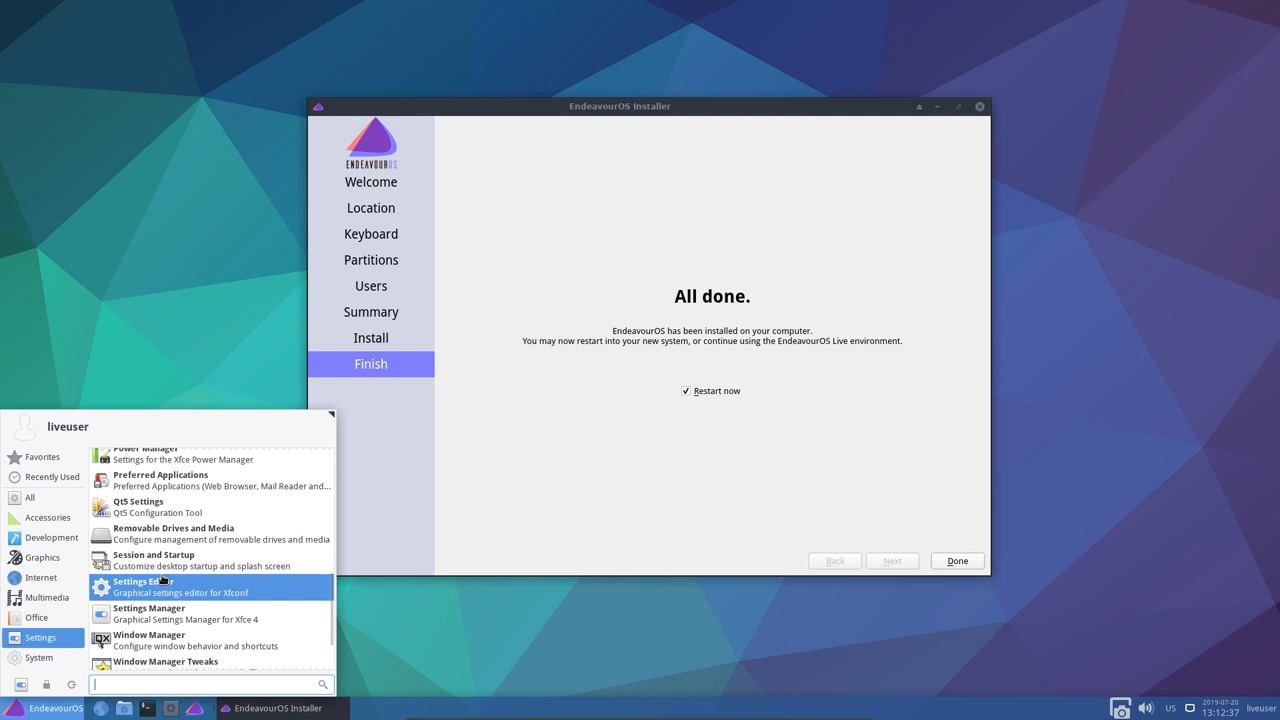 EndeavourOS Installer
ENDEAVOUROS
Welcome
Location
Keyboard
Partitions
Users
Summary
Install
Finish
All done.
EndeavourOS has been installed on your computer.
You may now restart into your new system, or continue using the EndeavourOS Live environment.
Restart now
Back
Next
Done
liveuser
Favorites
Recently Used
All
Accessories
Development
Graphics
Internet
Multimedia
Office
Settings
System
Power Manager
Settings for the Xfce Power Manager
Preferred Applications
Preferred Applications (Web Browser, Mail Reader and...
Qt5 Settings
Qt5 Configuration Tool
Removable Drives and Media
Configure management of removable drives and media
Session and Startup
Customize desktop startup and splash screen
Settings Editor
Graphical settings editor for Xfconf
Settings Manager
Graphical Settings Manager for Xfce 4
Window Manager
Configure window behavior and shortcuts
Window Manager Tweaks
EndeavourOS
EndeavourOS Installer
US
2019-07-20
13:12:37
liveuser